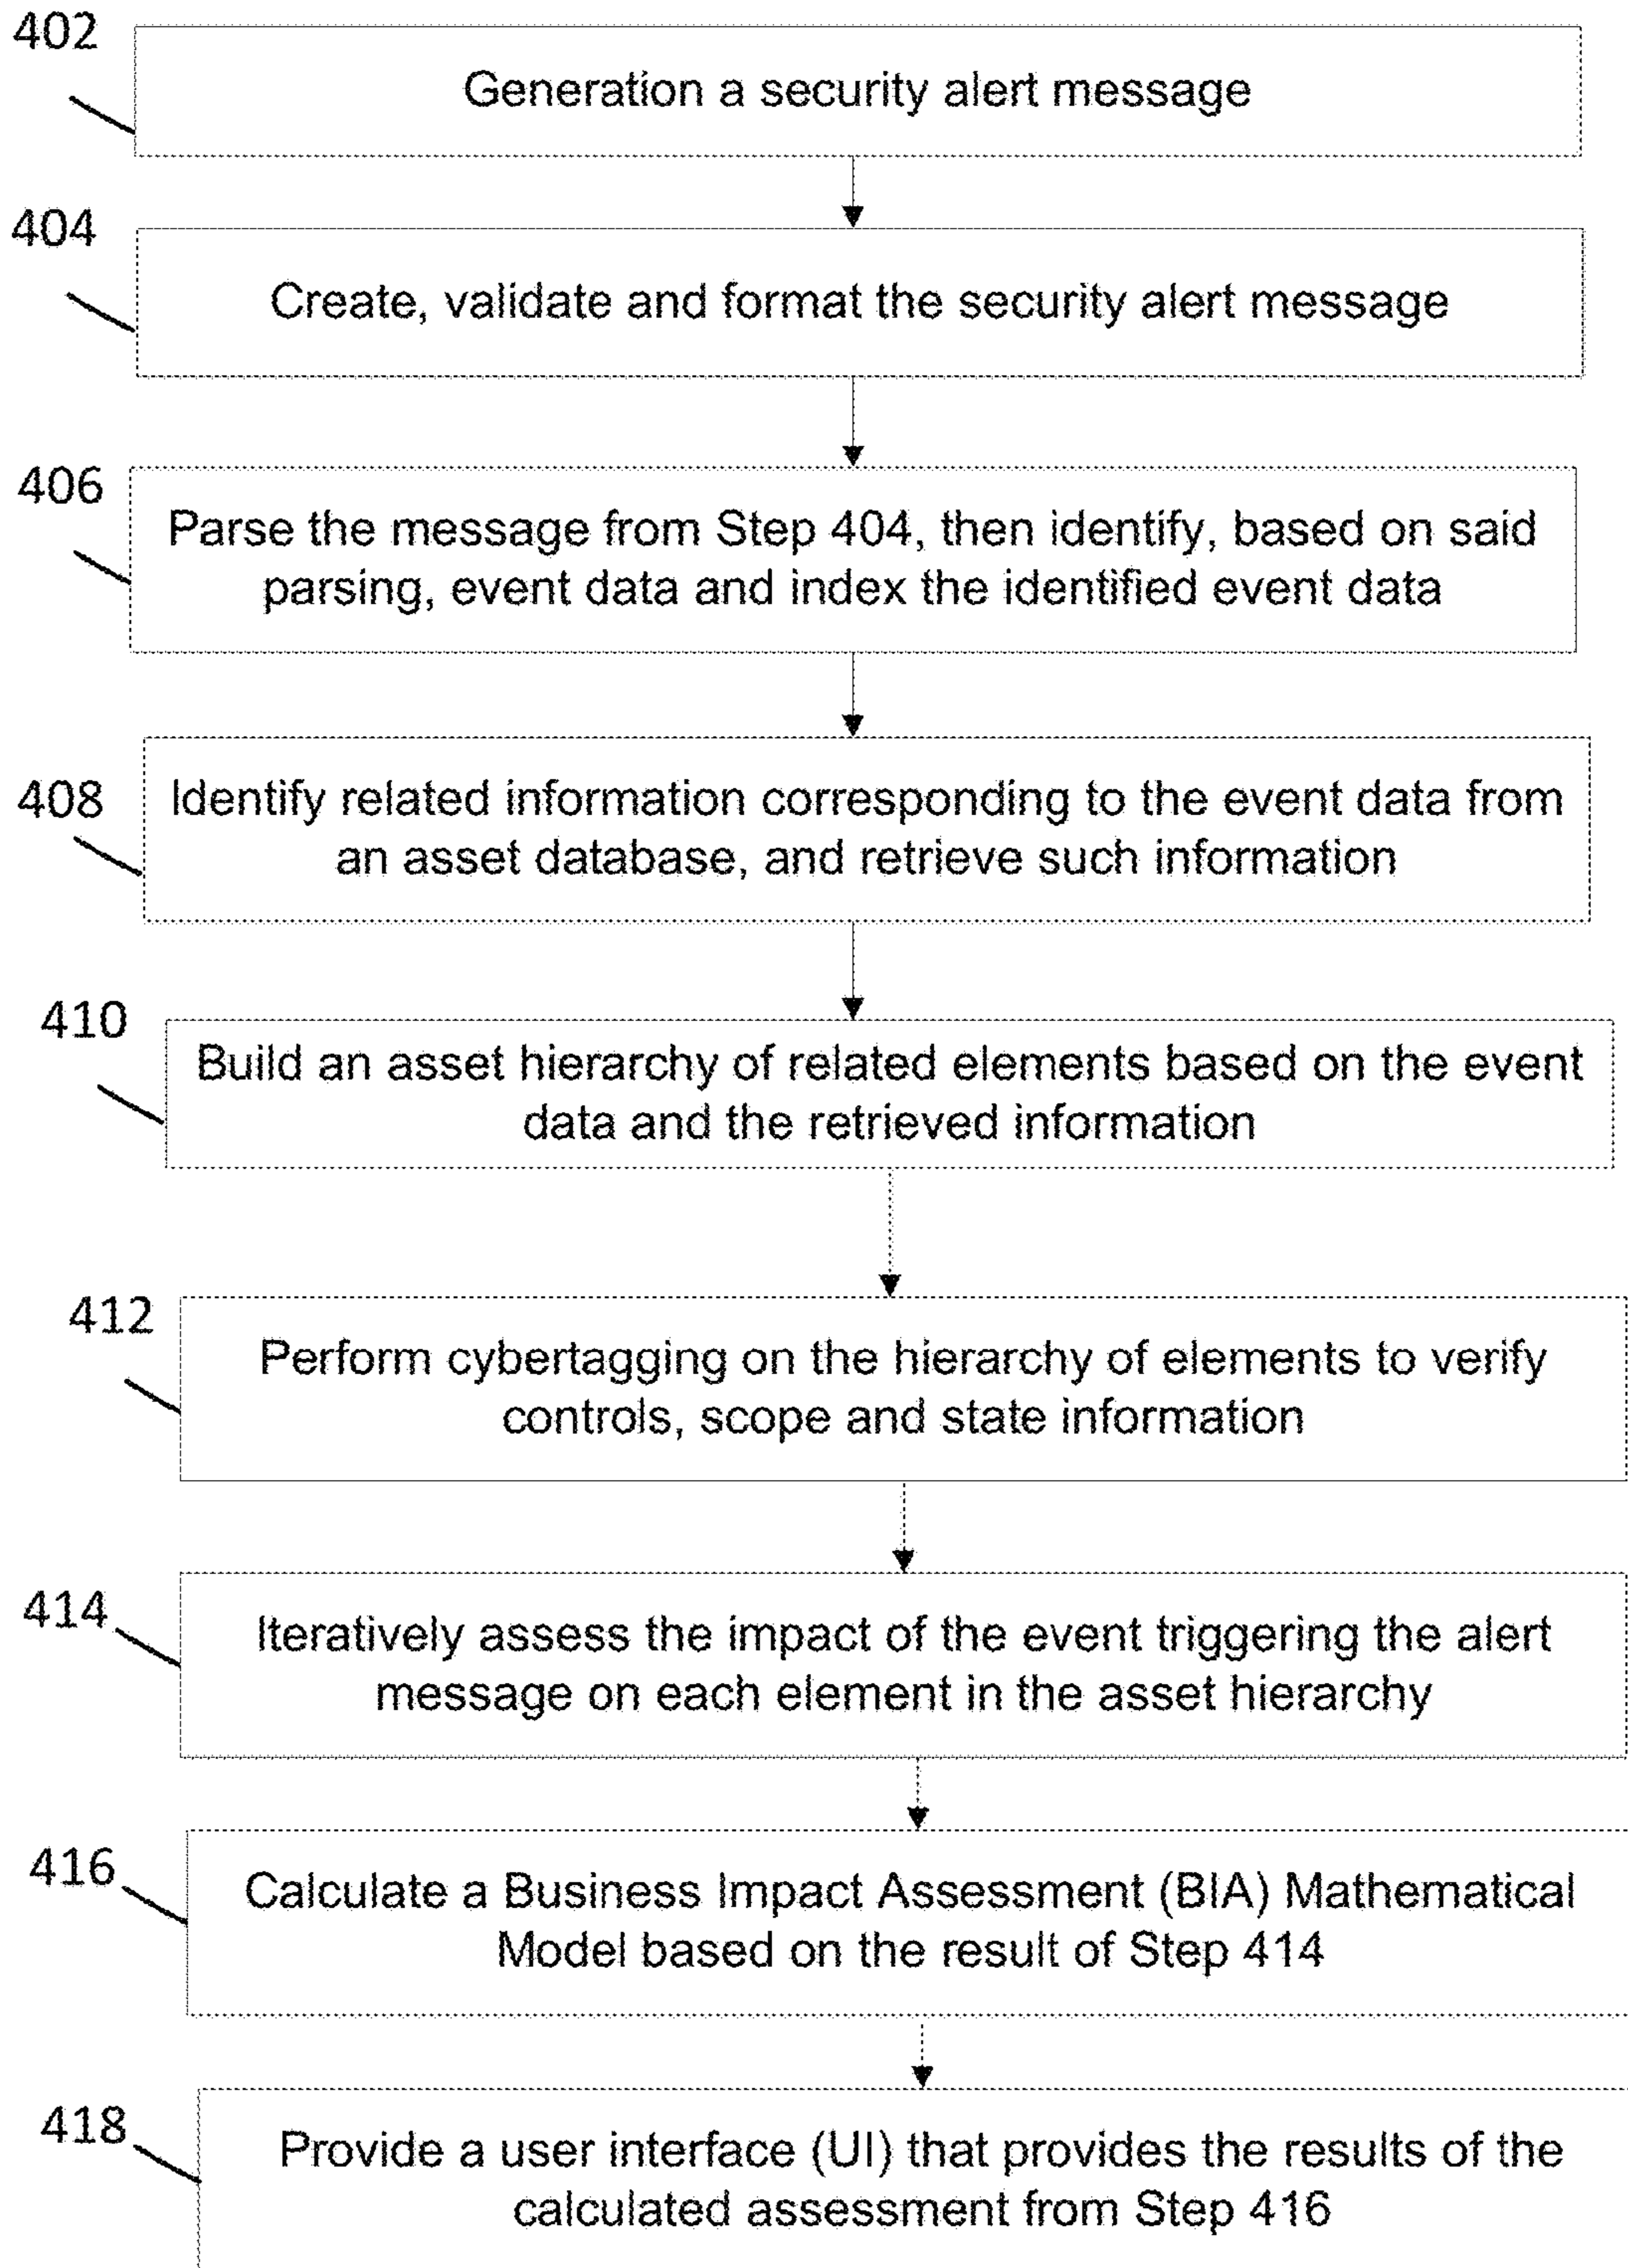 402
Generation a security alert message
404
Create, validate and format the security alert message
406
Parse the message from Step 404, then identify, based on said
parsing, event data and index the identified event data
408
Identify related information corresponding to the event data from
an asset database, and retrieve such information
410
Build an asset hierarchy of related elements based on the event
data and the retrieved information
412
Perform cybertagging on the hierarchy of elements to verify
controls, scope and state information
414
Iteratively assess the impact of the event triggering the alert
message on each element in the asset hierarchy
416
Calculate a Business Impact Assessment (BIA) Mathematical
Model based on the result of Step 414
418
Provide a user interface (UI) that provides the results of the
calculated assessment from Step 416